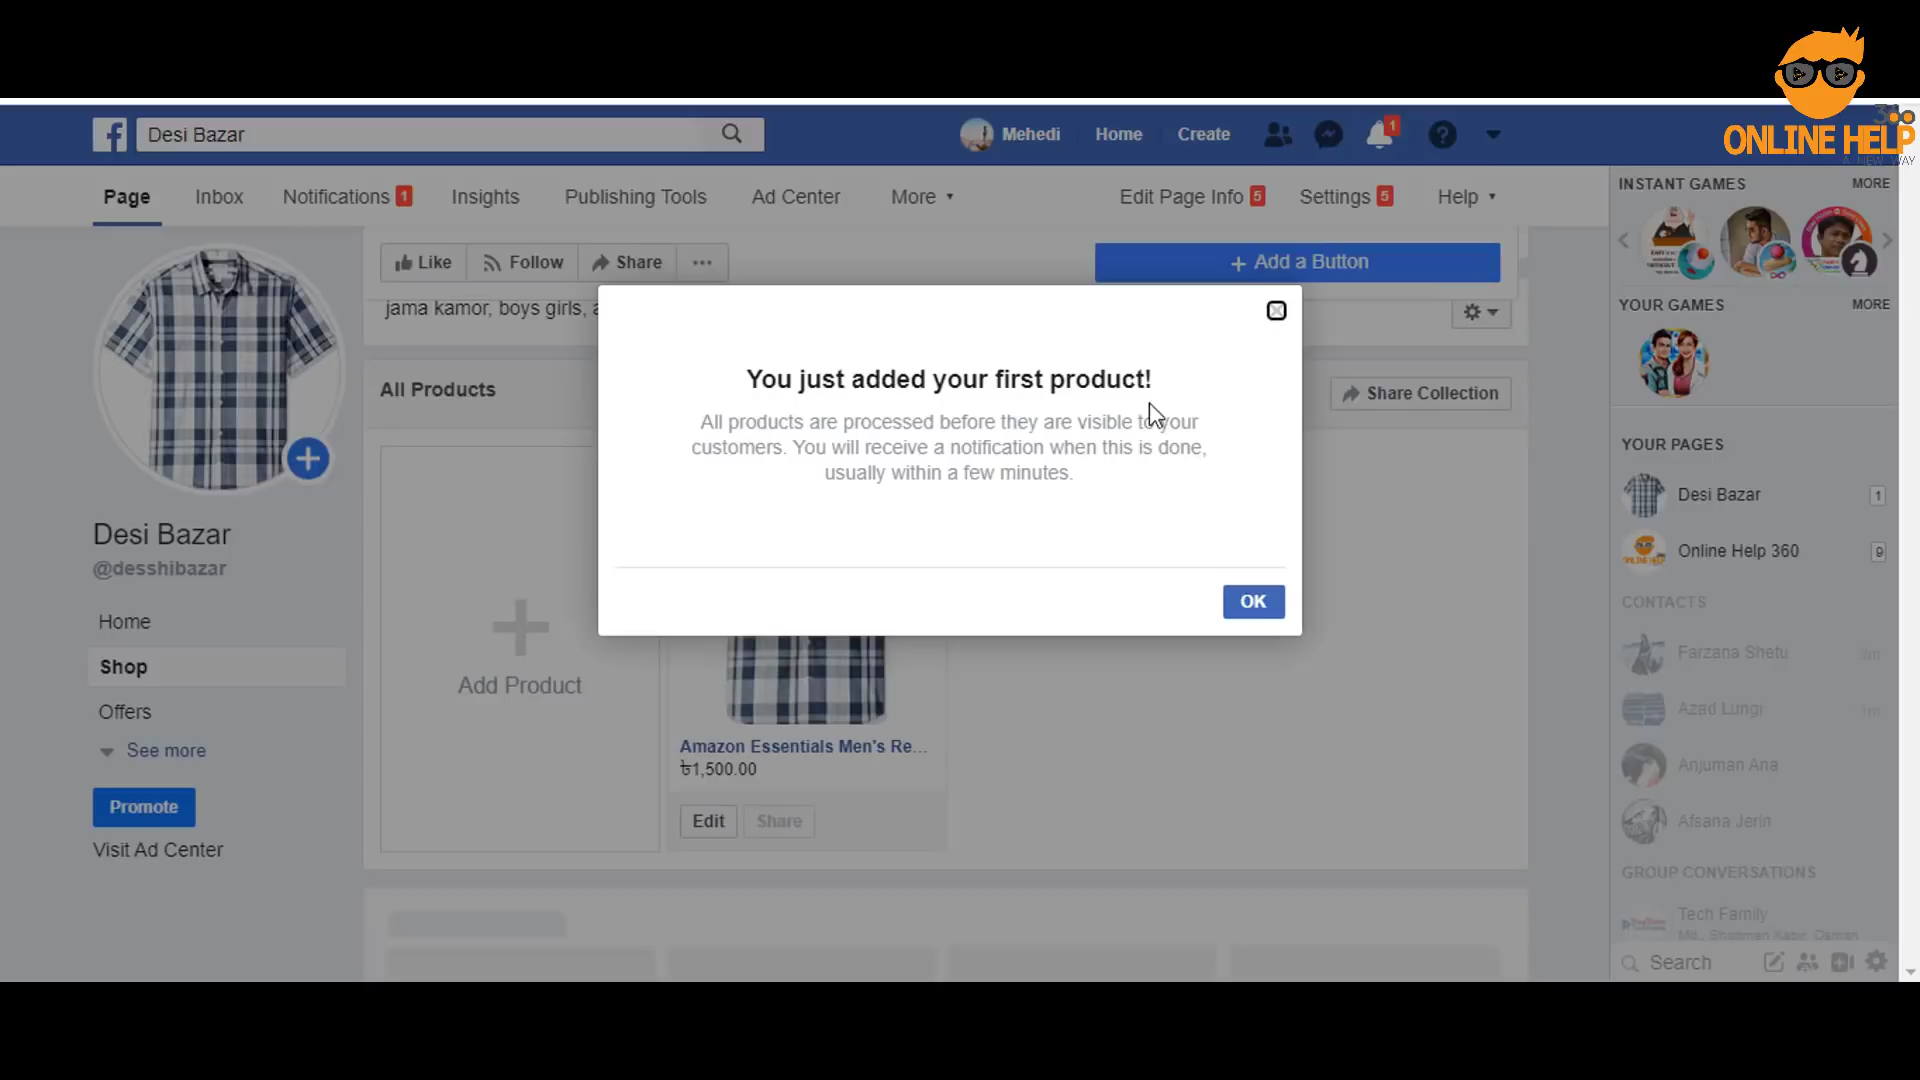 ONLINE HELP
A NEW WAY
Desi Bazar
Mehedi
Home
Create
1
Page
Inbox
Notifications 1
Insights
Publishing Tools
Ad Center
More
Edit Page Info 5
Settings 5
Help
INSTANT GAMES
MORE
Like
Follow
Share
+ Add a Button
jama kamor, boys girls,
YOUR GAMES
MORE
All Products
Share Collection
You just added your first product!
All products are processed before they are visible to your
customers. You will receive a notification when this is done,
usually within a few minutes.
OK
YOUR PAGES
Desi Bazar
1
Online Help 360
9
Desi Bazar
@desshibazar
Home
Shop
Offers
See more
Promote
Visit Ad Center
Add Product
Amazon Essentials Men's Re...
৳1,500.00
Edit
Share
CONTACTS
Farzana Shetu
Azad Lungi
Anjuman Ana
Afsana Jerin
GROUP CONVERSATIONS
Tech Family
Search